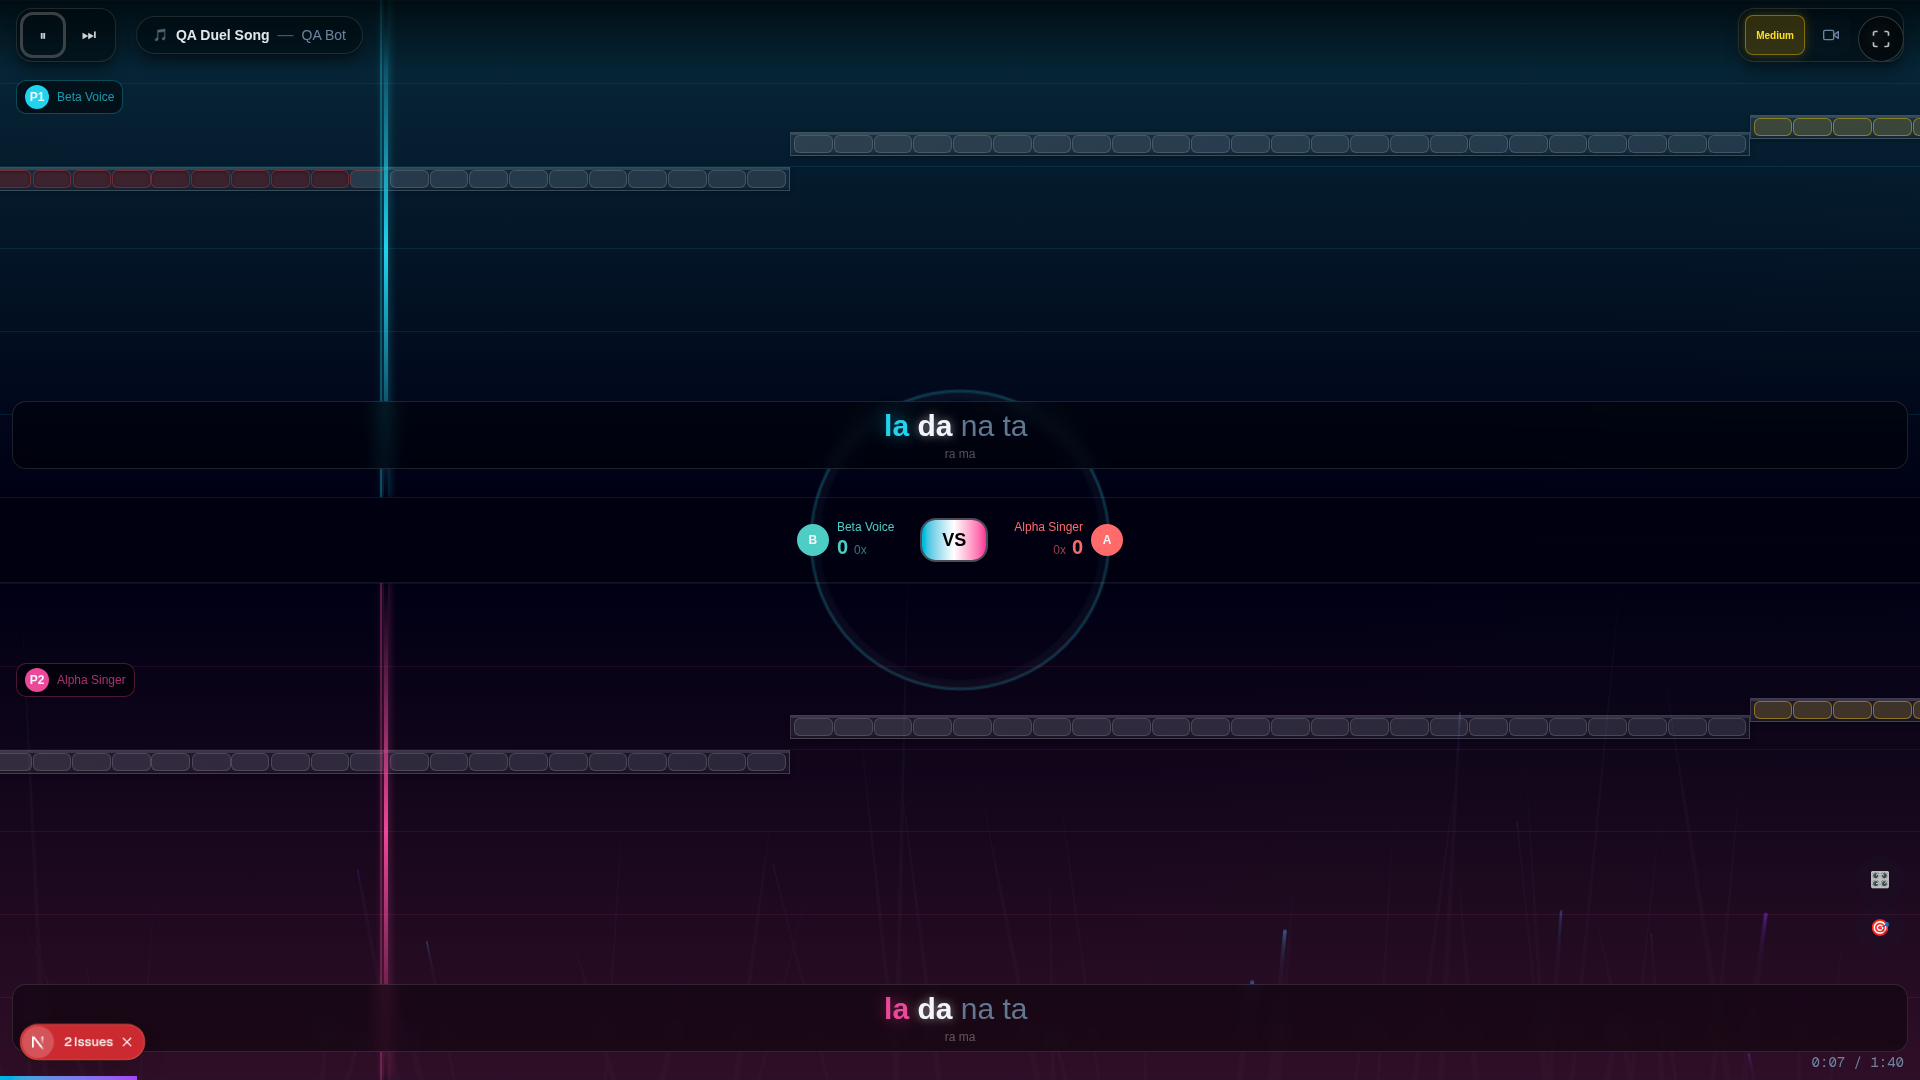 QA Duel Song — QA Bot
Medium
P1 Beta Voice
la da na ta
ra ma
B Beta Voice 0 0x
VS
Alpha Singer 0x 0 A
P2 Alpha Singer
la da na ta
ra ma
N 2 Issues
0:07 / 1:40